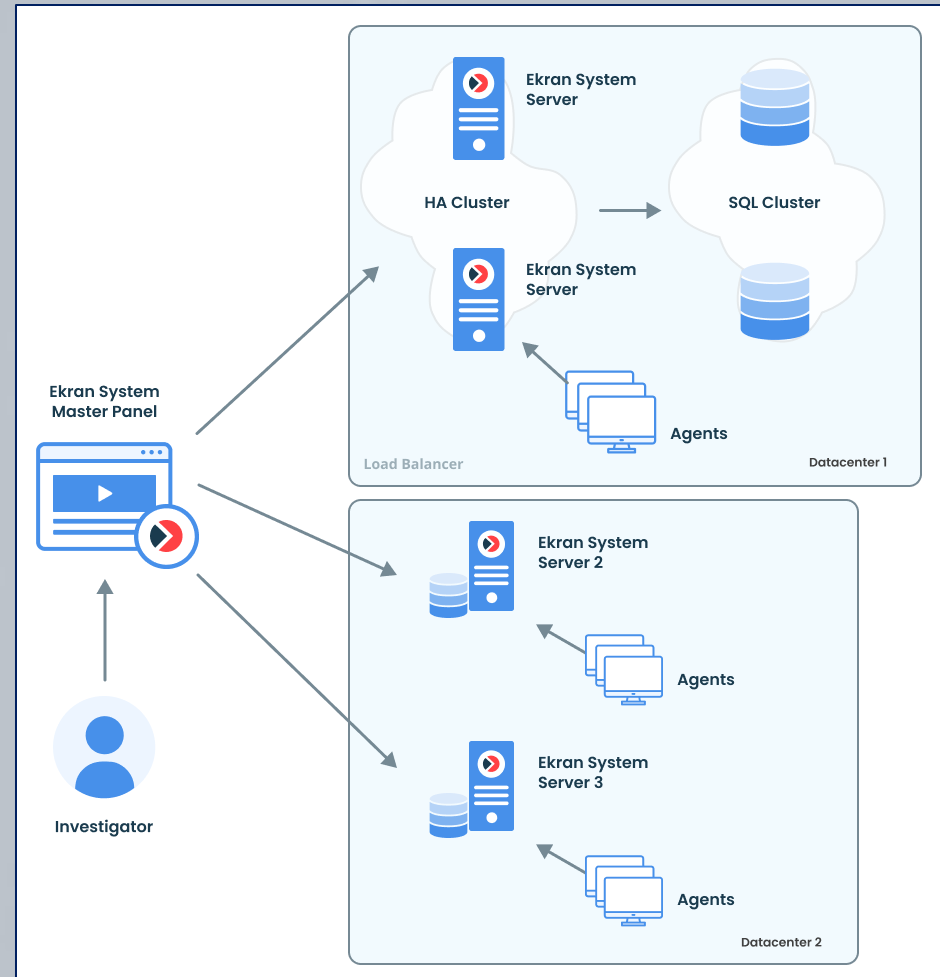 Ekran System
Server
HA Cluster
SQL Cluster
Ekran System
Server
Agents
Load Balancer
Datacenter 1
Ekran System
Master Panel
Investigator
Ekran System
Server 2
Agents
Ekran System
Server 3
Agents
Datacenter 2